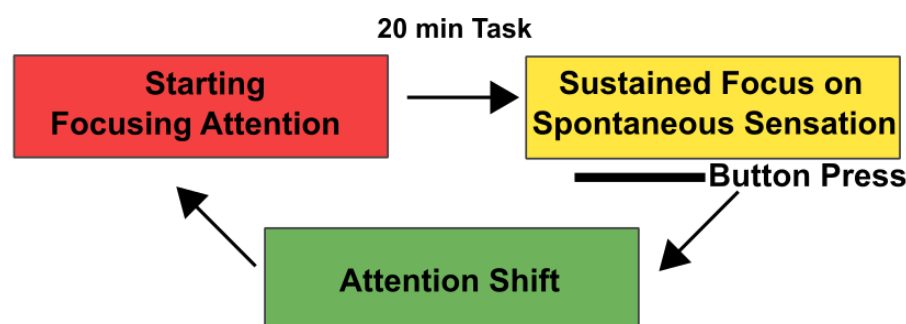 20 min Task
Starting
Focusing Attention
Sustained Focus on
Spontaneous Sensation
Button Press
Attention Shift